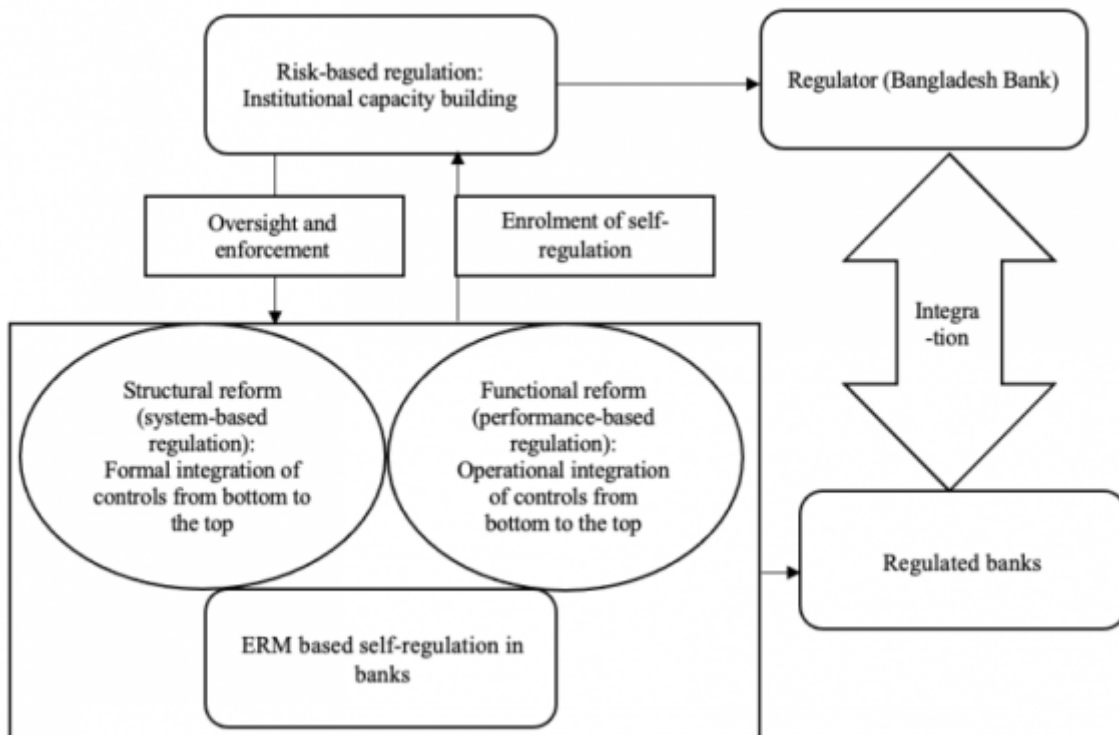 Risk-based regulation:
Institutional capacity building
Regulator (Bangladesh Bank)
Oversight and
enforcement
Enrolment of self-
regulation
Integra
-tion
Structural reform
(system-based
regulation):
Formal integration of
controls from bottom to
the top
Functional reform
(performance-based
regulation):
Operational integration
of controls from
bottom to the top
Regulated banks
ERM based self-regulation in
banks